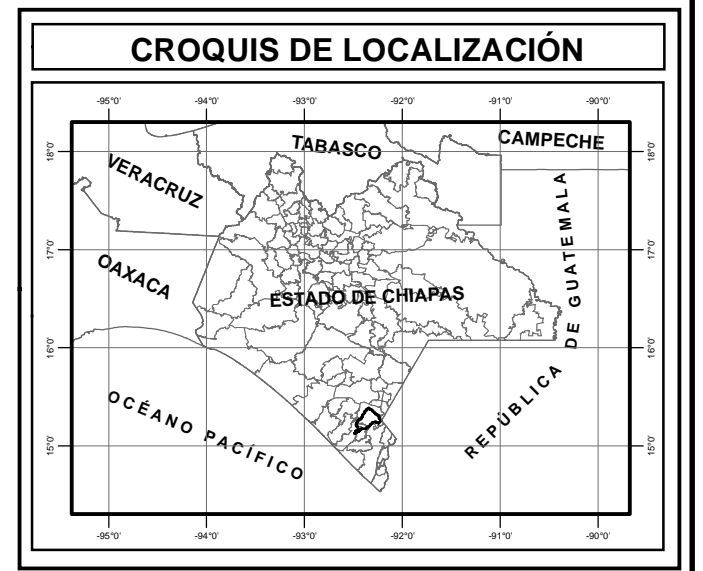 CROQUIS DE LOCALIZACIÓN
-95°0' -94°0' -93°0' -92°0' -91°0' -90°0'
18°0' 18°0'
TABASCO
CAMPECHE
VERACRUZ
17°0' 17°0'
OAXACA
ESTADO DE CHIAPAS
REPÚBLICA DE GUATEMALA
16°0' 16°0'
OCÉANO PACÍFICO
15°0' 15°0'
-95°0' -94°0' -93°0' -92°0' -91°0' -90°0'